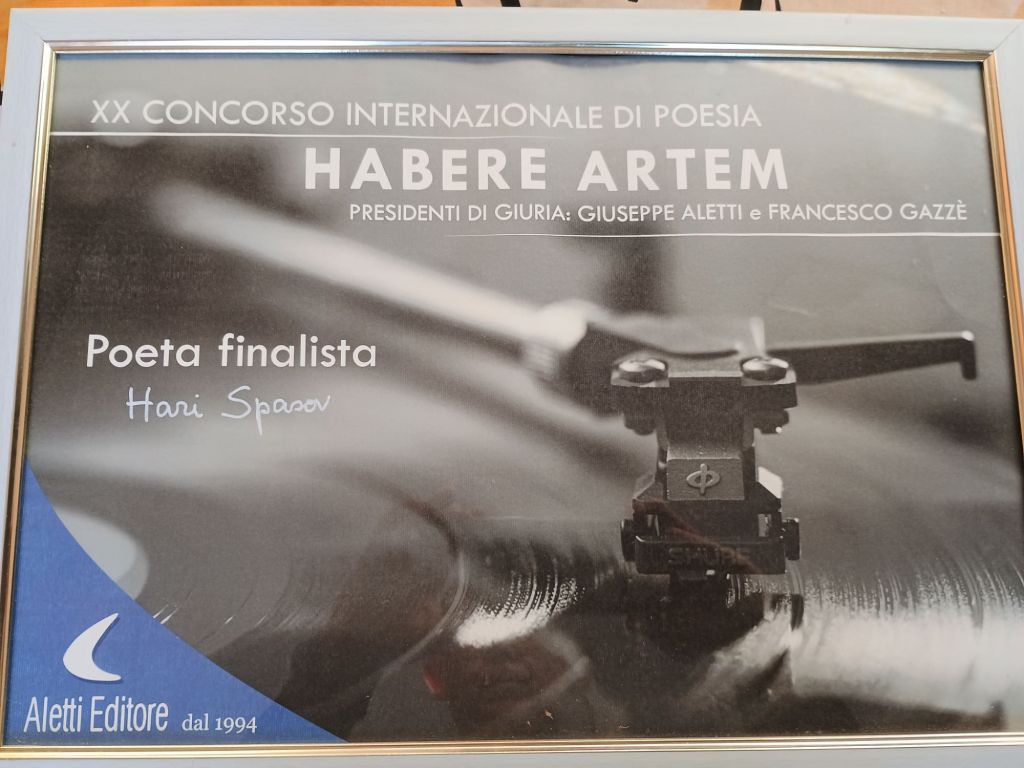 XX CONCORSO INTERNAZIONALE DI POESIA
HABERE ARTEM
PRESIDENTI DI GIURIA: GIUSEPPE ALETTI e FRANCESCO GAZZÈ
Poeta finalista
Hari Spasov
SHURE
Aletti Editore dal 1994